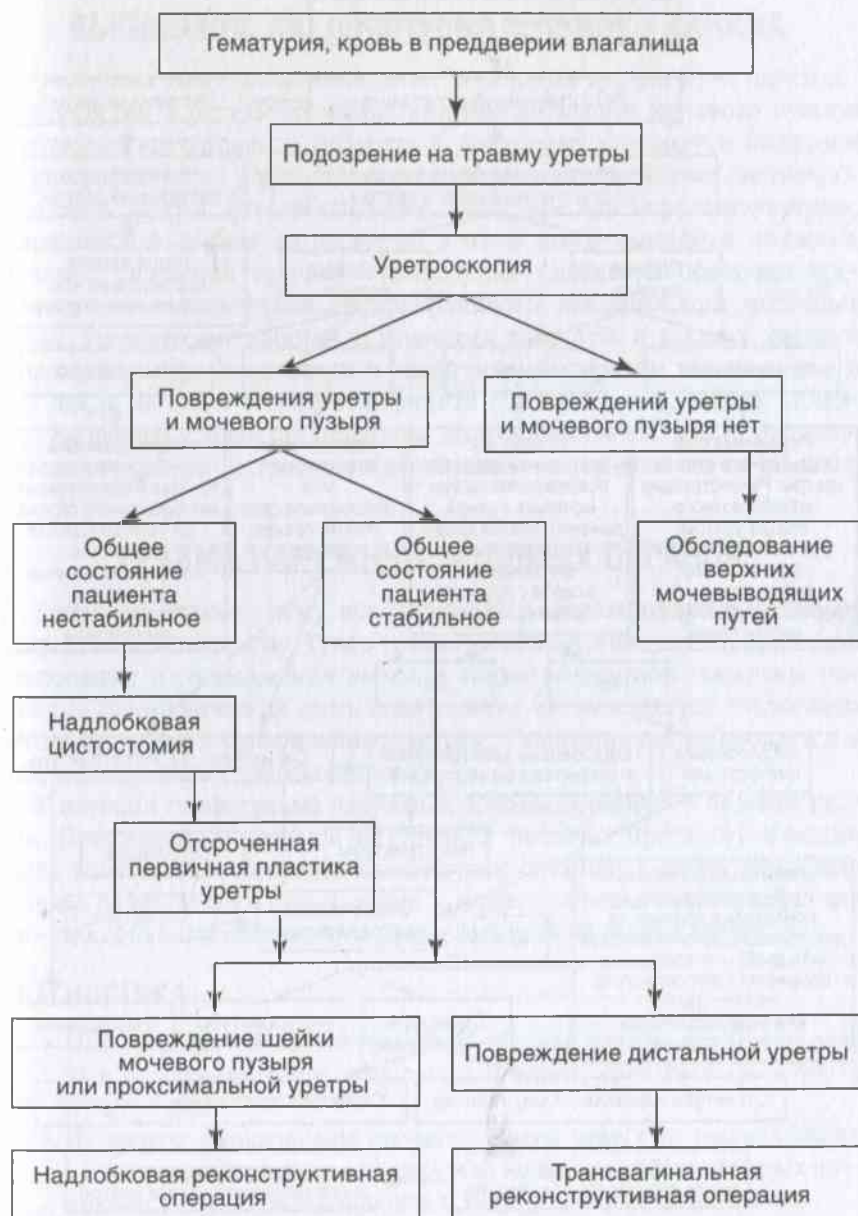 Гематурия, кровь в преддверии влагалища
Подозрение на травму уретры
Уретроскопия
Повреждения уретры
и мочевого пузыря
Повреждений уретры
и мочевого пузыря нет
Общее
состояние
пациента
нестабильное
Общее
состояние
пациента
стабильное
Обследование
верхних
мочевыводящих
путей
Надлобковая
цистостомия
Отсроченная
первичная пластика
уретры
Повреждение шейки
мочевого пузыря
или проксимальной уретры
Повреждение дистальной уретры
Надлобковая реконструктивная
операция
Трансвагинальная
реконструктивная операция